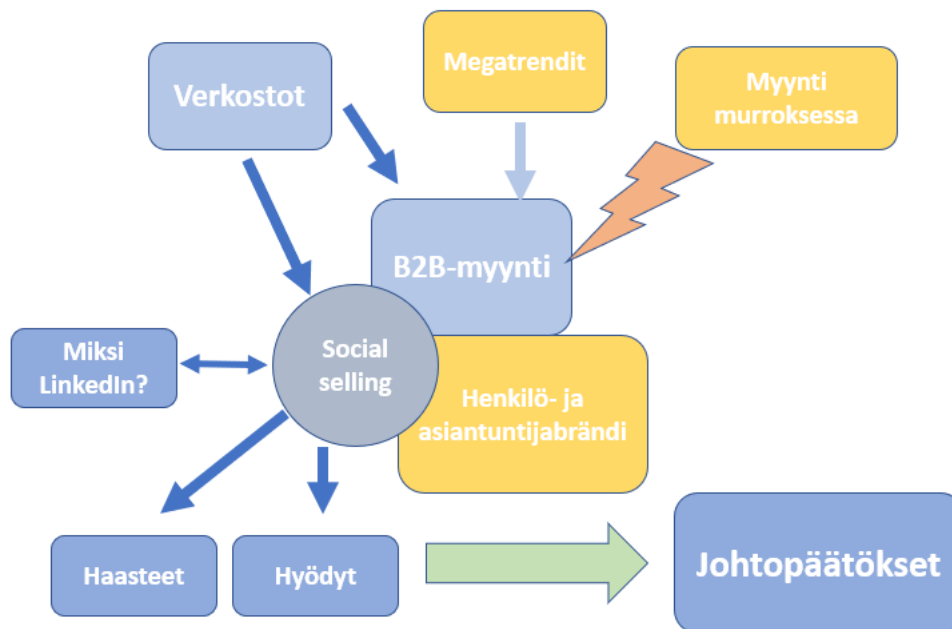 Verkostot
Megatrendit
Myynti
murroksessa
B2B-myynti
Social
selling
Miksi
LinkedIn?
Henkilö- ja
asiantuntijabrändi
Haasteet
Hyödyt
Johtopäätökset